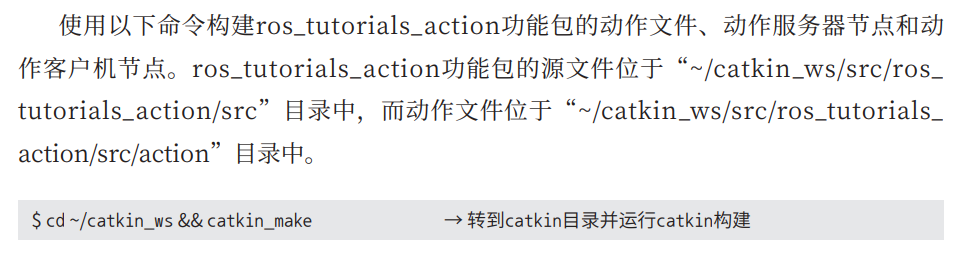 使用以下命令构建ros_tutorials_action功能包的动作文件、动作服务器节点和动
作客户机节点。ros_tutorials_action功能包的源文件位于“~/catkin_ws/src/ros_
tutorials_action/src”目录中，而动作文件位于“~/catkin_ws/src/ros_tutorials_
action/src/action”目录中。
$ cd ~/catkin_ws && catkin_make → 转到catkin目录并运行catkin构建